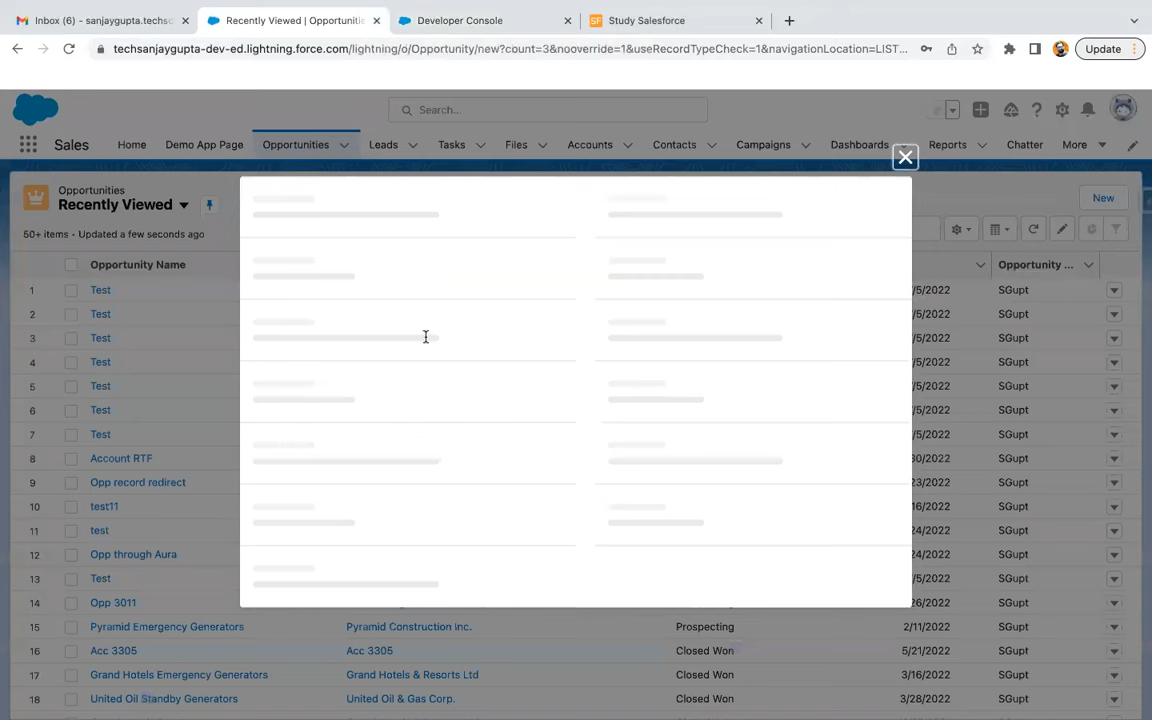 Inbox (6) - sanjaygupta.techsc
Recently Viewed | Opportunitie
Developer Console
Study Salesforce
techsanjaygupta-dev-ed.lightning.force.com/lightning/o/Opportunity/new?count=3&nooverride=1&useRecordTypeCheck=1&navigationLocation=LIST...
Update
Search...
Sales
Home
Demo App Page
Opportunities
Leads
Tasks
Files
Accounts
Contacts
Campaigns
Dashboards
Reports
Chatter
More
Opportunities
Recently Viewed
New
50+ items • Updated a few seconds ago
Opportunity Name
Opportunity ...
1 Test /5/2022 SGupt
2 Test /5/2022 SGupt
3 Test /5/2022 SGupt
4 Test /5/2022 SGupt
5 Test /5/2022 SGupt
6 Test /5/2022 SGupt
7 Test /5/2022 SGupt
8 Account RTF 30/2022 SGupt
9 Opp record redirect 23/2022 SGupt
10 test11 16/2022 SGupt
11 test 24/2022 SGupt
12 Opp through Aura 24/2022 SGupt
13 Test /5/2022 SGupt
14 Opp 3011 26/2022 SGupt
15 Pyramid Emergency Generators Pyramid Construction Inc. Prospecting 2/11/2022 SGupt
16 Acc 3305 Acc 3305 Closed Won 5/21/2022 SGupt
17 Grand Hotels Emergency Generators Grand Hotels & Resorts Ltd Closed Won 3/16/2022 SGupt
18 United Oil Standby Generators United Oil & Gas Corp. Closed Won 3/28/2022 SGupt